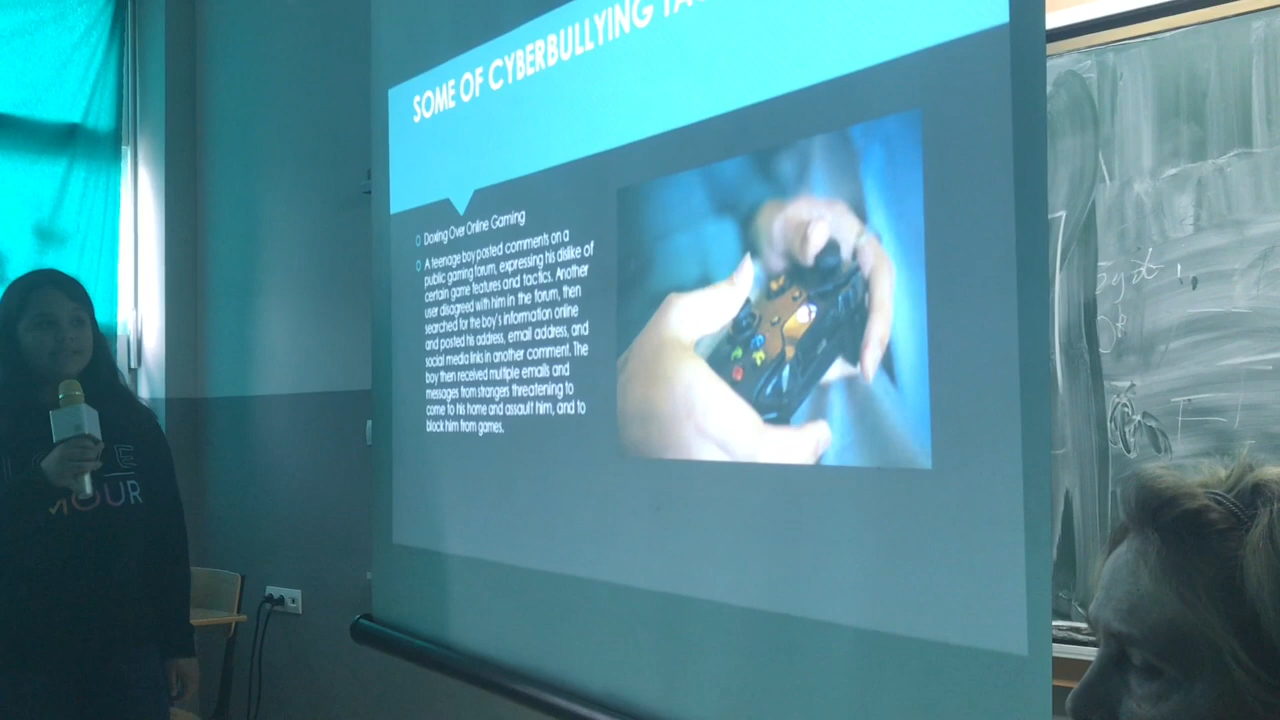 SOME OF CYBERBULLYING
Doxing Over Online Gaming
A teenage boy posted comments on a
public gaming forum, expressing his dislike of
certain game features and tactics. Another
user disagreed with him in the forum, then
searched for the boy's information online
and posted his address, email address, and
social media links in another comment. The
boy then received multiple emails and
messages from strangers threatening to
come to his home and assault him, and to
block him from games.